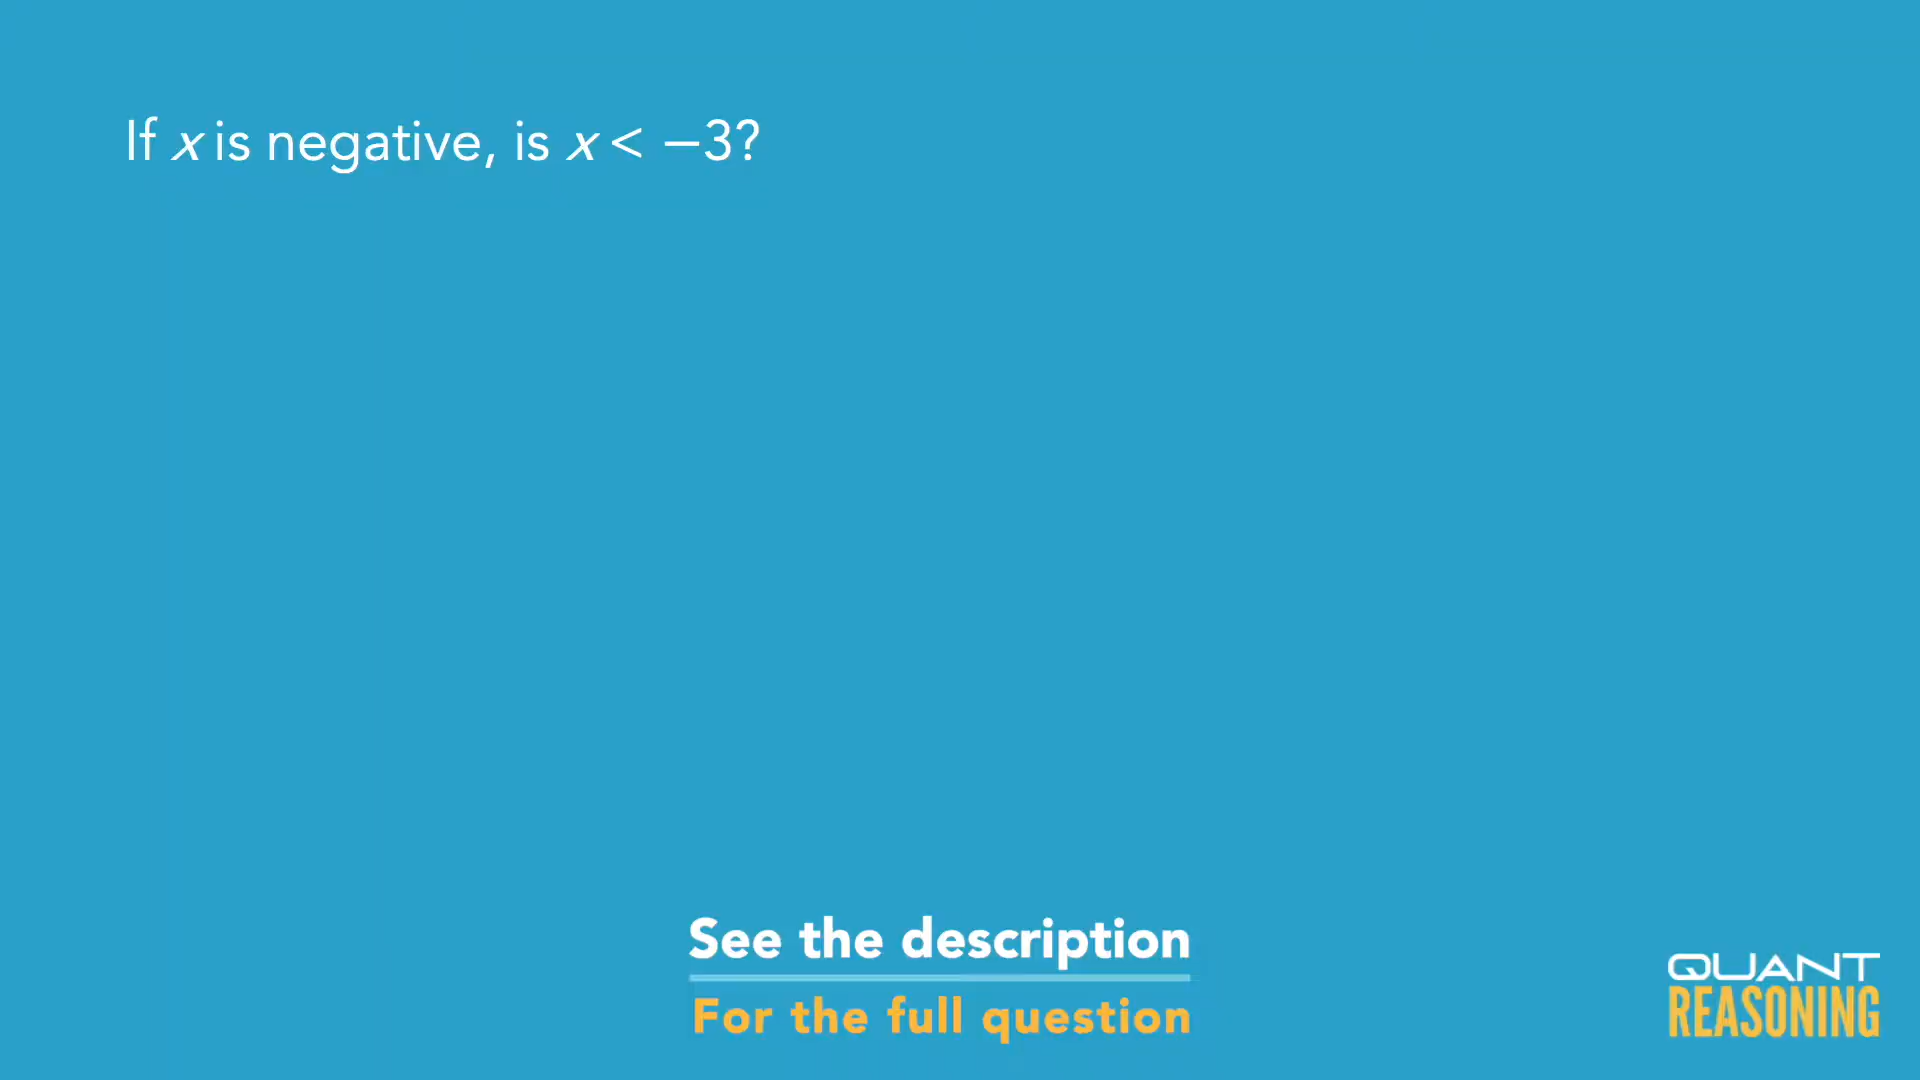 If x is negative, is x < −3?
See the description
For the full question
QUANT
REASONING